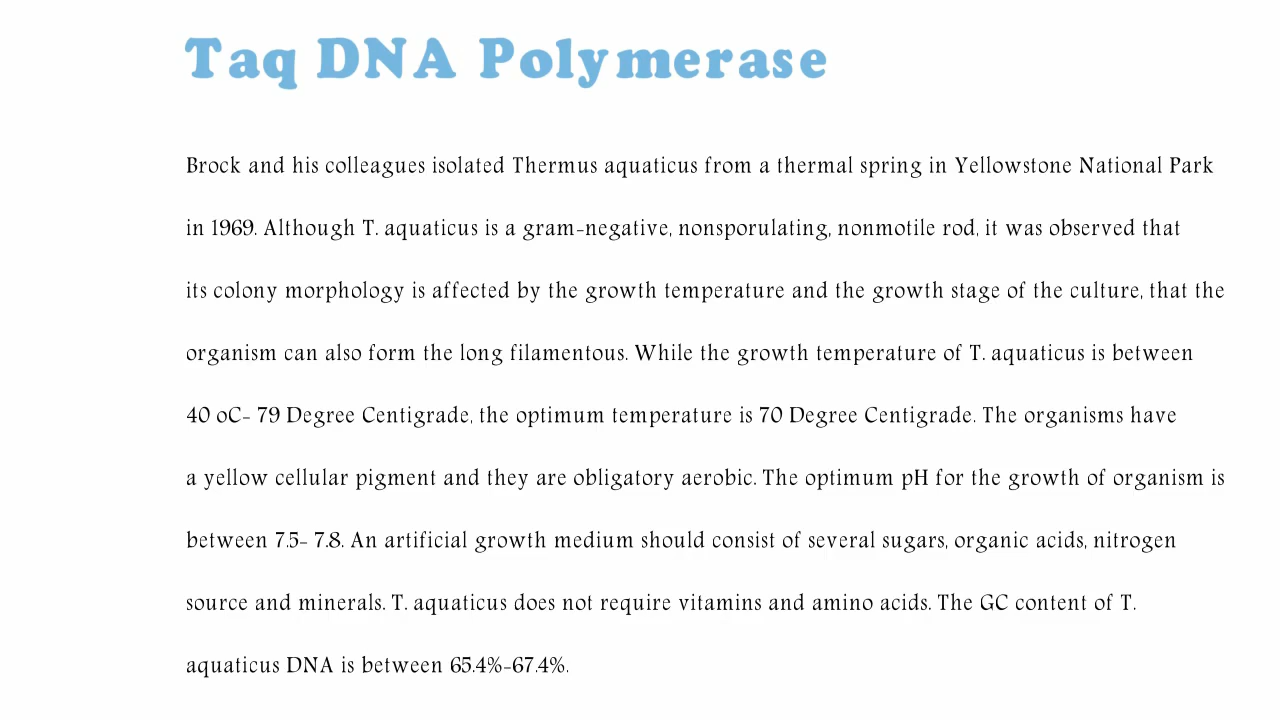 Taq DNA Polymerase
Brock and his colleagues isolated Thermus aquaticus from a thermal spring in Yellowstone National Park
in 1969. Although T. aquaticus is a gram-negative, nonsporulating, nonmotile rod, it was observed that
its colony morphology is affected by the growth temperature and the growth stage of the culture, that the
organism can also form the long filamentous. While the growth temperature of T. aquaticus is between
40 oC- 79 Degree Centigrade, the optimum temperature is 70 Degree Centigrade. The organisms have
a yellow cellular pigment and they are obligatory aerobic. The optimum pH for the growth of organism is
between 7.5- 7.8. An artificial growth medium should consist of several sugars, organic acids, nitrogen
source and minerals. T. aquaticus does not require vitamins and amino acids. The GC content of T.
aquaticus DNA is between 65.4%-67.4%.